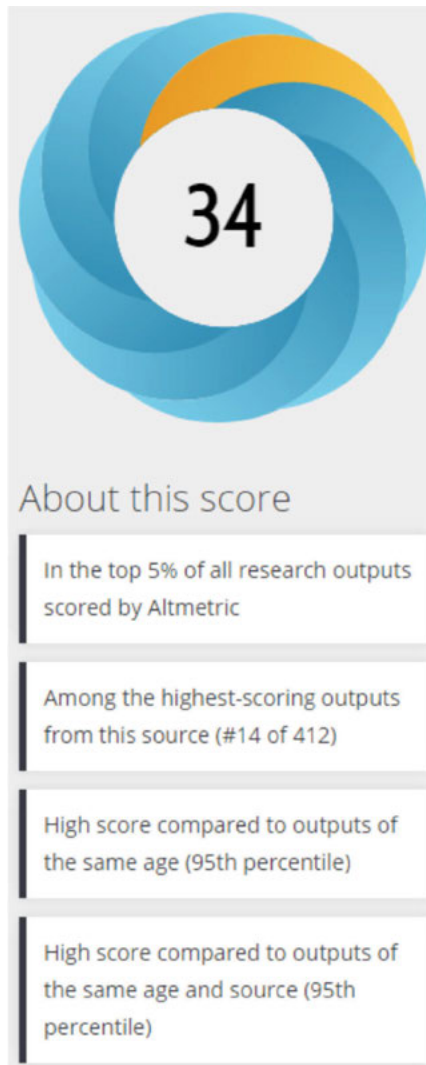 34
About this score
In the top 5% of all research outputs
scored by Altmetric
Among the highest-scoring outputs
from this source (#14 of 412)
High score compared to outputs of
the same age (95th percentile)
High score compared to outputs of
the same age and source (95th
percentile)